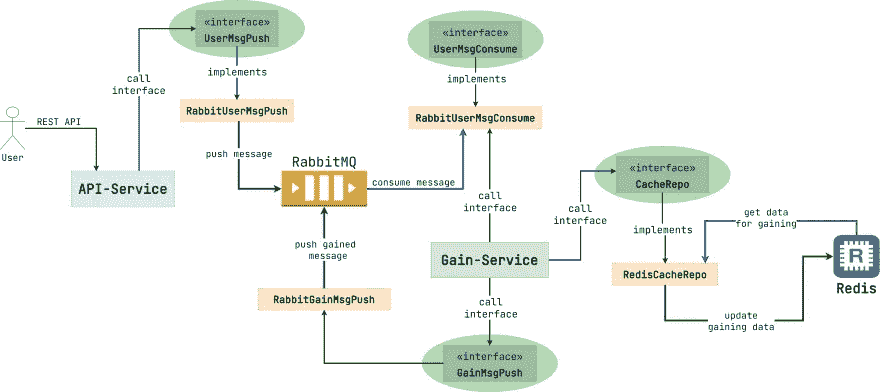 «interface»
UserMsgPush
«interface»
UserMsgConsume
call
interface
implements
implements
RabbitUserMsgPush
RabbitUserMsgConsume
REST API
User
push message
RabbitMQ
consume message
API-Service
«interface»
CacheRepo
call
interface
call
interface
get data
for gaining
implements
push gained
message
Gain-Service
RedisCacheRepo
R
Redis
RabbitGainMsgPush
call
interface
update
gaining data
«interface»
GainMsgPush